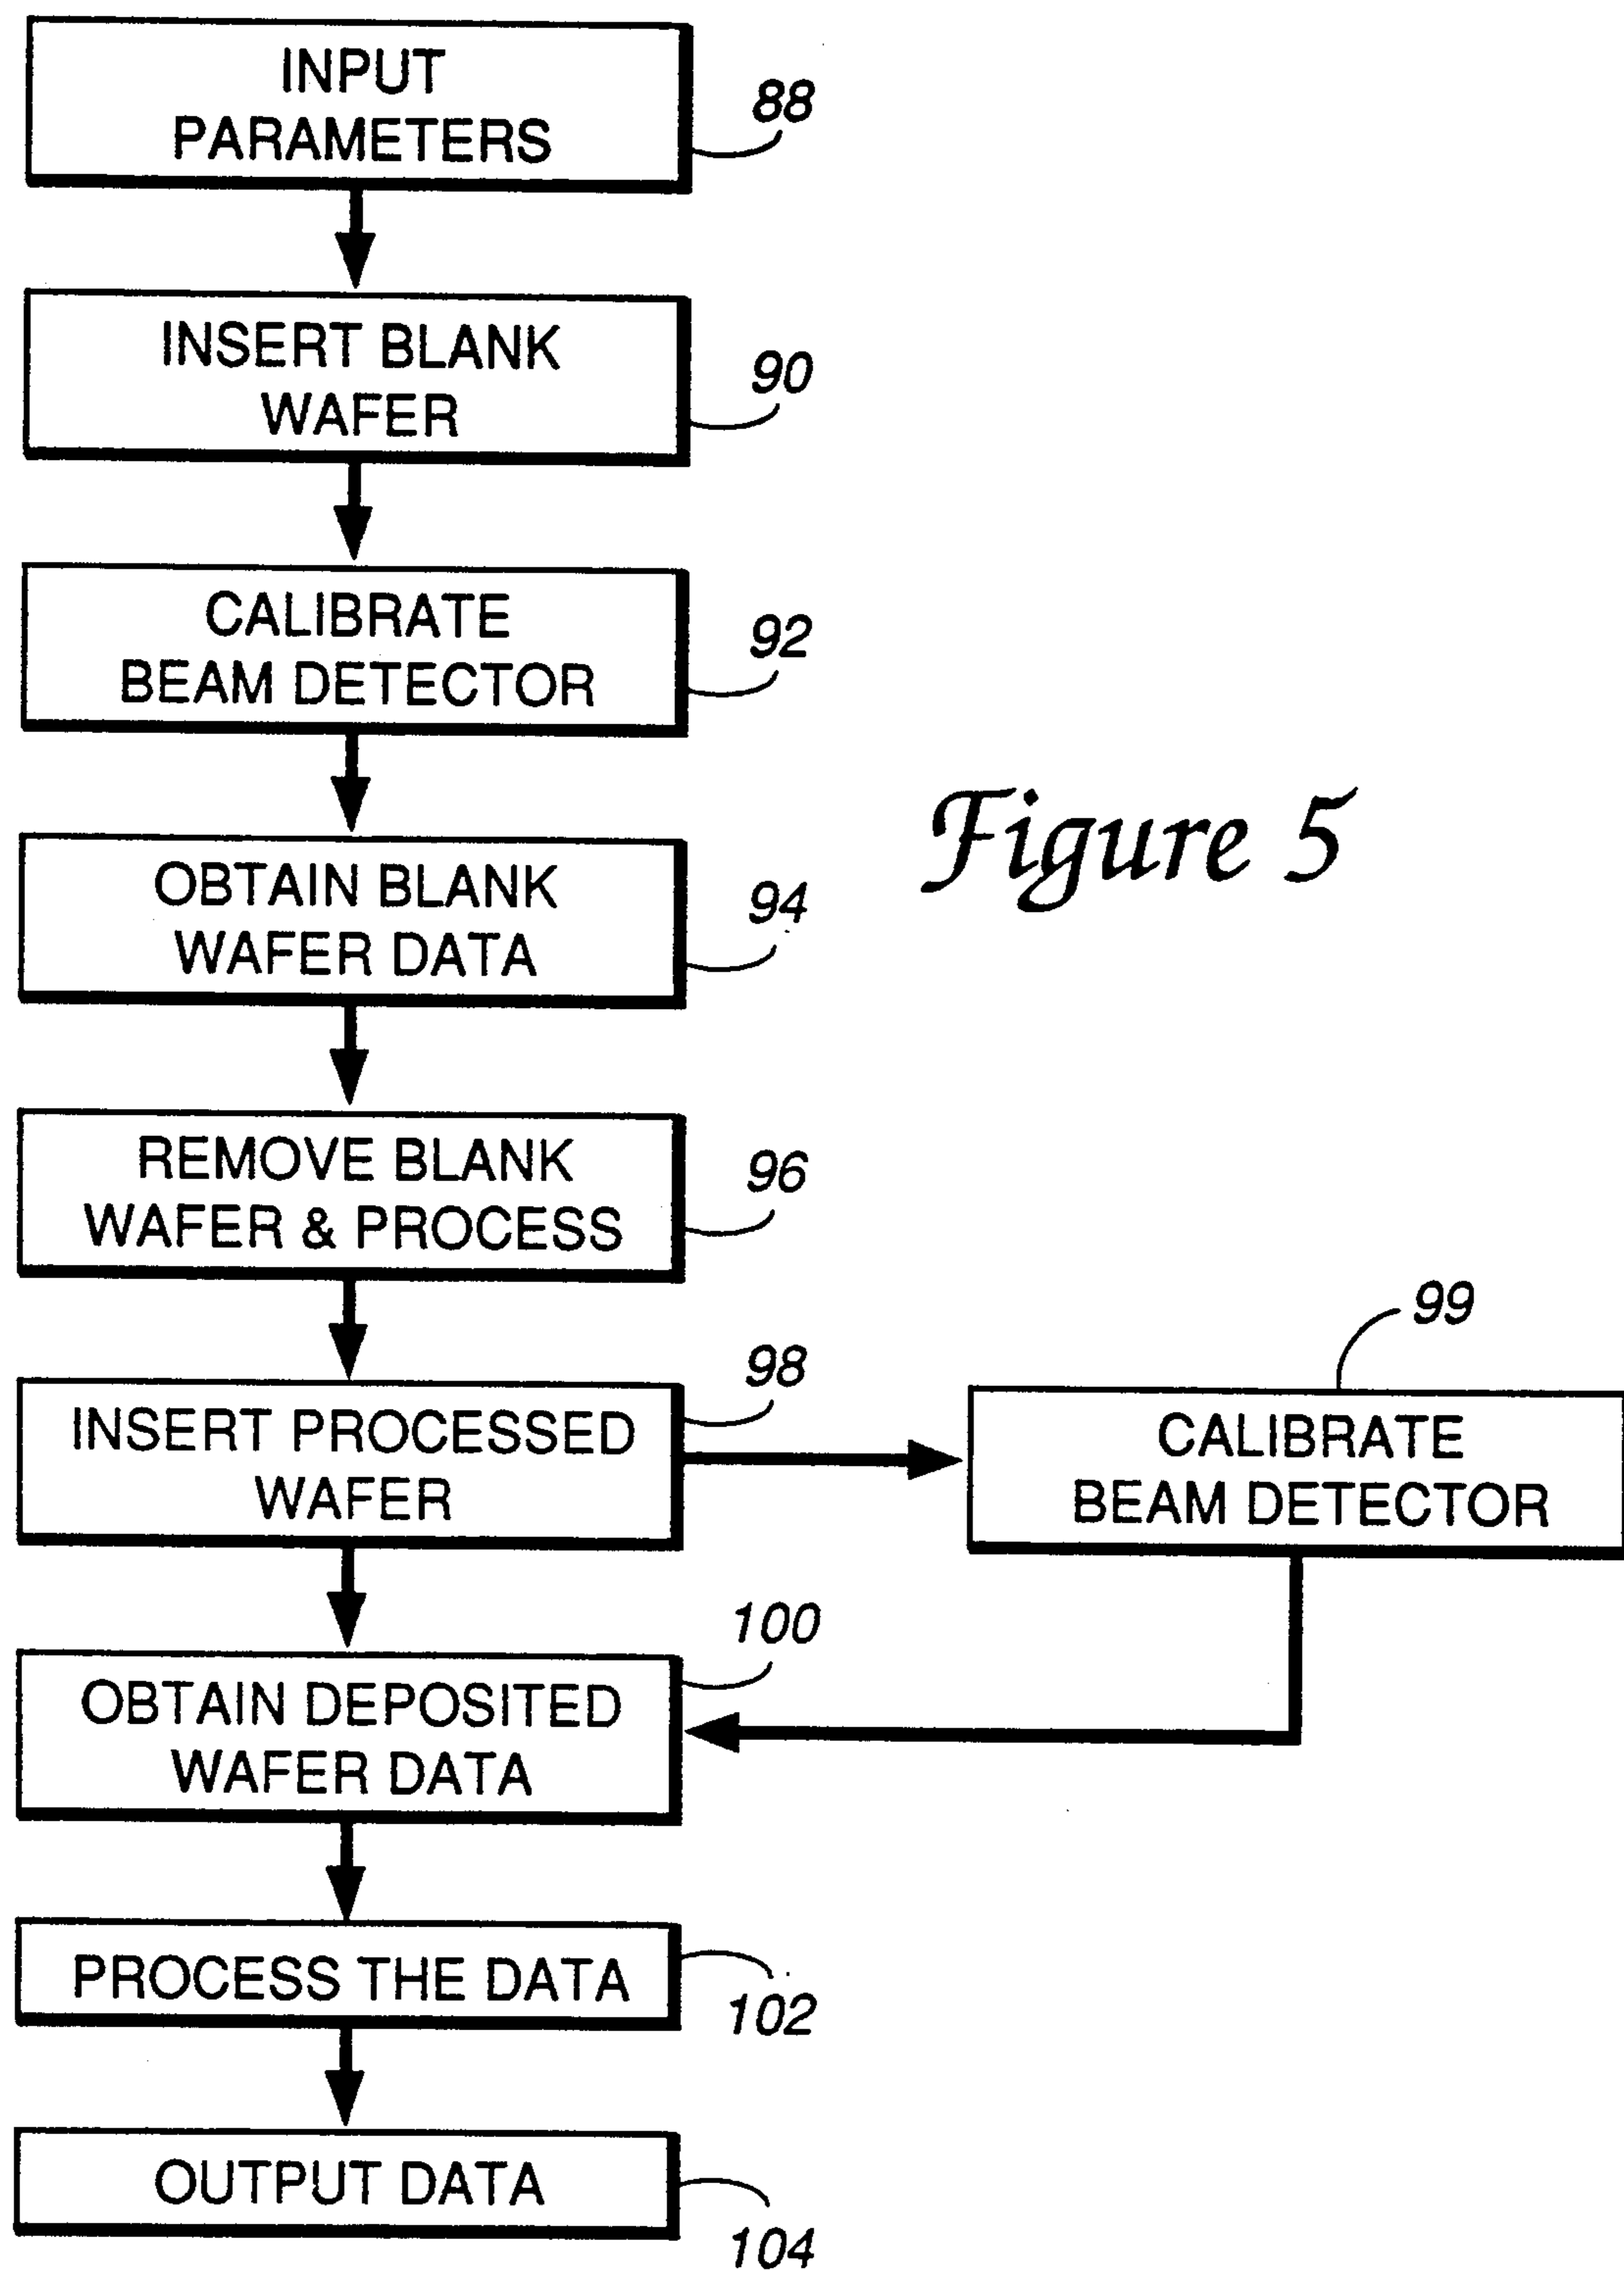 INPUT
PARAMETERS
88
INSERT BLANK
WAFER
90
CALIBRATE
BEAM DETECTOR
92
Figure 5
OBTAIN BLANK
WAFER DATA
94
REMOVE BLANK
WAFER & PROCESS
96
INSERT PROCESSED
WAFER
98
CALIBRATE
BEAM DETECTOR
99
OBTAIN DEPOSITED
WAFER DATA
100
PROCESS THE DATA
102
OUTPUT DATA
104